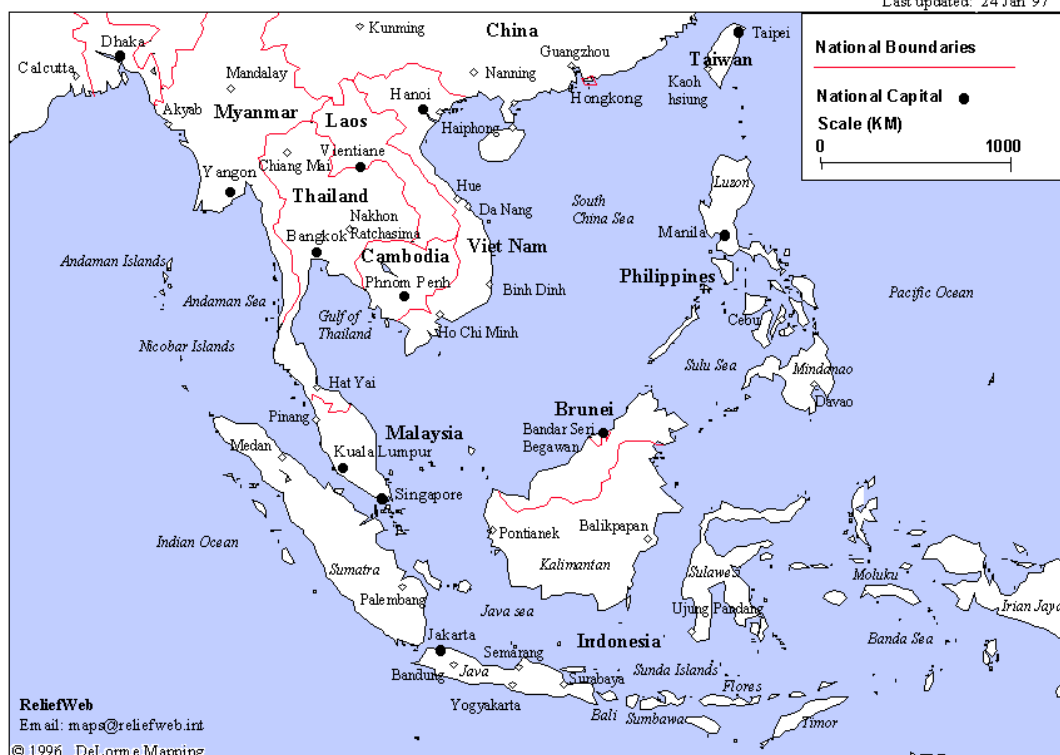 Last updated: 24 Jan 97
National Boundaries
National Capital
Scale (KM)
0
1000
China
Kunming
Guangzhou
Nanning
Hongkong
Taipei
Taiwan
Kaoh
hsiung
Dhaka
Calcutta
Mandalay
Akyab
Myanmar
Hanoi
Laos
Haiphong
Vientiane
Chiang Mai
Yangon
Thailand
Hue
Da Nang
Nakhon
Ratchasima
Bangkok
Cambodia
Viet Nam
Phnom Penh
Binh Dinh
Ho Chi Minh
South
China Sea
Luzon
Manila
Philippines
Cebu
Pacific Ocean
Sulu Sea
Mindanao
Davao
Andaman Islands
Andaman Sea
Gulf of
Thailand
Nicobar Islands
Hat Yai
Pinang
Malaysia
Medan
Kuala Lumpur
Singapore
Brunei
Bandar Seri
Begawan
Indian Ocean
Pontianek
Balikpapan
Kalimantan
Sumatra
Palembang
Sulawesi
Ujung Pandang
Moluku
Irian Jaya
Java sea
Banda Sea
Jakarta
Indonesia
Semarang
Bandung
Java
Surabaya
Yogyakarta
Sunda Islands
Bali
Sumbawa
Flores
Timor
ReliefWeb
Email: maps@reliefweb.int
© 1996 DeLorme Mapping